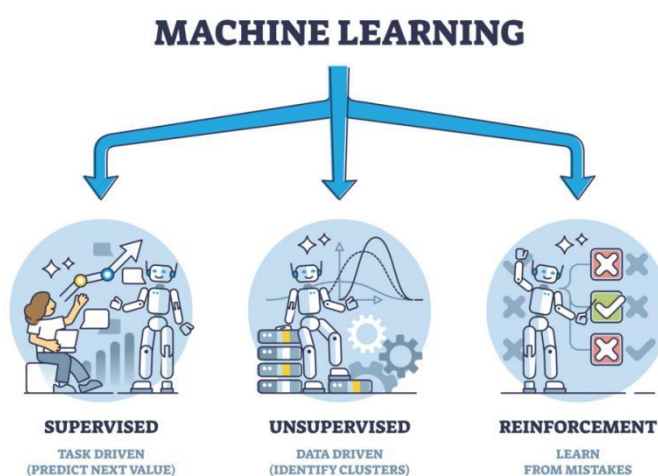 MACHINE LEARNING
SUPERVISED
TASK DRIVEN
(PREDICT NEXT VALUE)
UNSUPERVISED
DATA DRIVEN
(IDENTIFY CLUSTERS)
REINFORCEMENT
LEARN
FROM MISTAKES